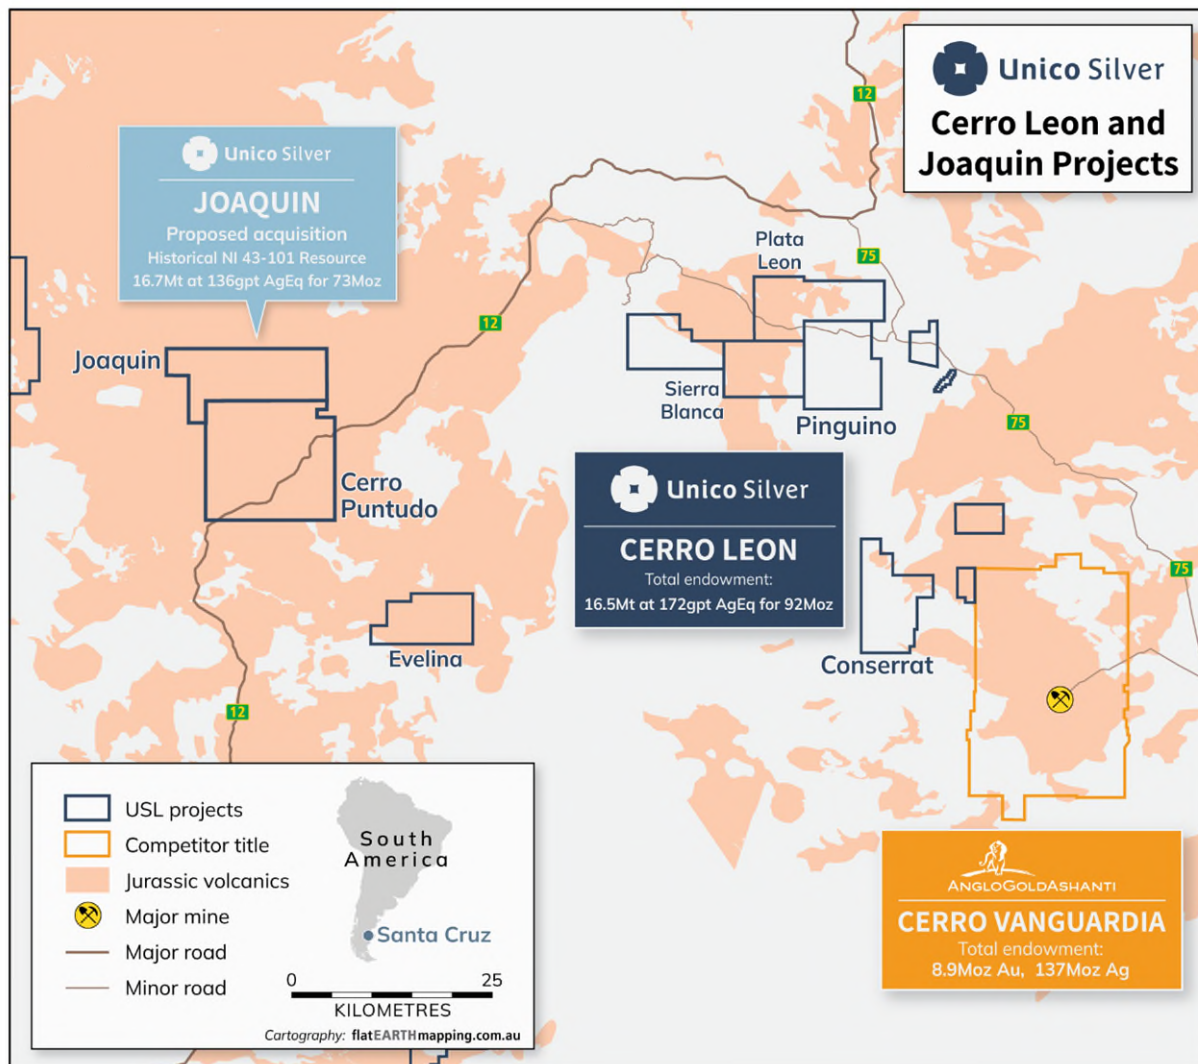 Unico Silver
Cerro Leon and
Joaquin Projects
12
Unico Silver
JOAQUIN
Proposed acquisition
Historical NI 43-101 Resource
16.7Mt at 136gpt AgEq for 73Moz
Plata
Leon
75
12
Joaquin
Sierra
Blanca
Pinguino
75
Cerro
Puntudo
Unico Silver
CERRO LEON
Total endowment:
16.5Mt at 172gpt AgEq for 92Moz
75
Evelina
Conserrat
12
USL projects
Competitor title
Jurassic volcanics
Major mine
Major road
Minor road
South
America
Santa Cruz
0 25
KILOMETRES
Cartography: flatEARTHmapping.com.au
ANGLOGOLDASHANTI
CERRO VANGUARDIA
Total endowment:
8.9Moz Au, 137Moz Ag